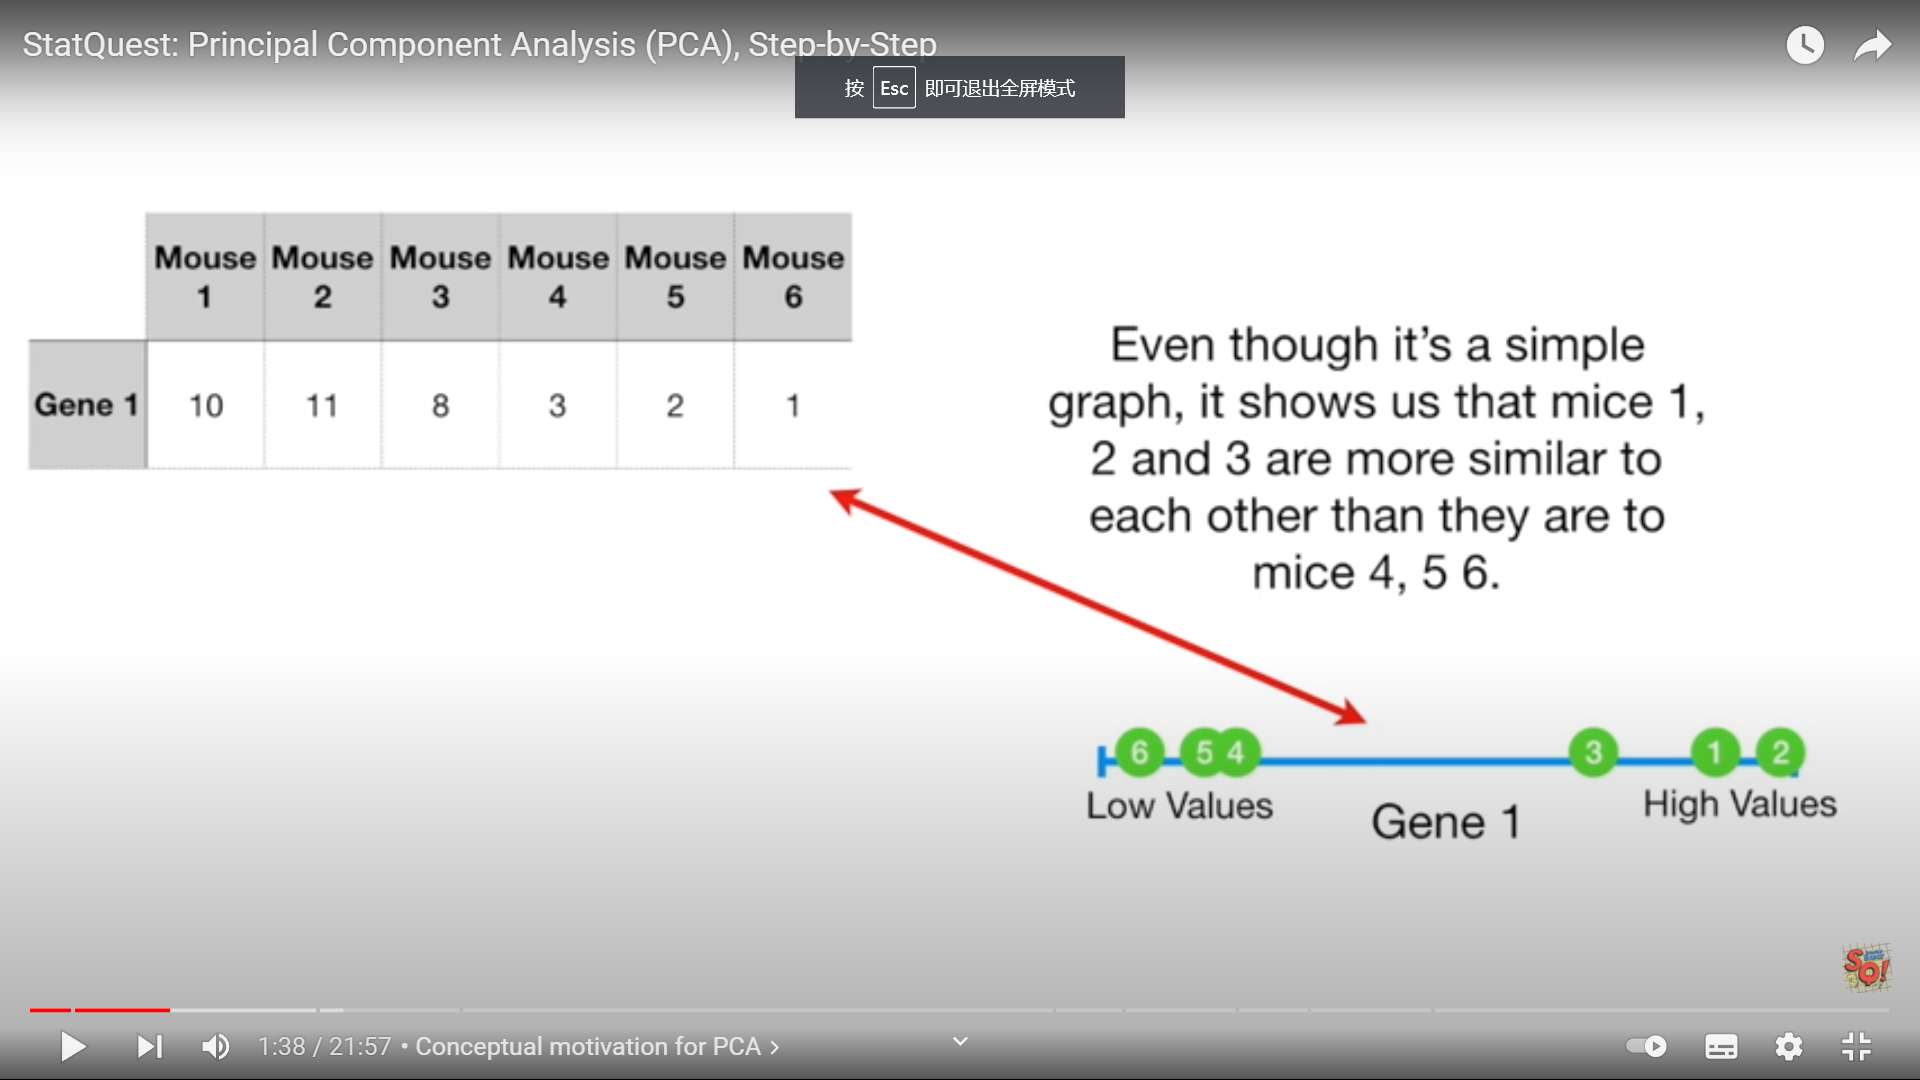 StatQuest: Principal Component Analysis (PCA), Step-by-Step
按 Esc 即可退出全屏模式
Mouse 1 Mouse 2 Mouse 3 Mouse 4 Mouse 5 Mouse 6
Gene 1 10 11 8 3 2 1
Even though it's a simple
graph, it shows us that mice 1,
2 and 3 are more similar to
each other than they are to
mice 4, 5 6.
6 5 4 3 1 2
Low Values Gene 1 High Values
SQ!
1:38 / 21:57 • Conceptual motivation for PCA